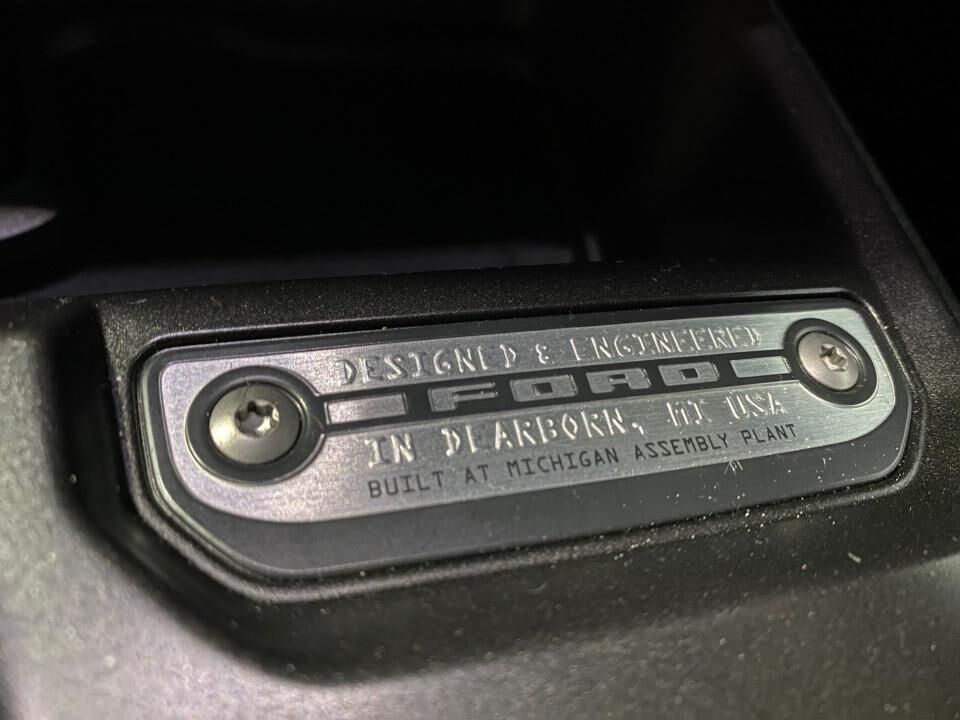 DESIGNED & ENGINEERED
FORD
IN DEARBORN, MI USA
BUILT AT MICHIGAN ASSEMBLY PLANT